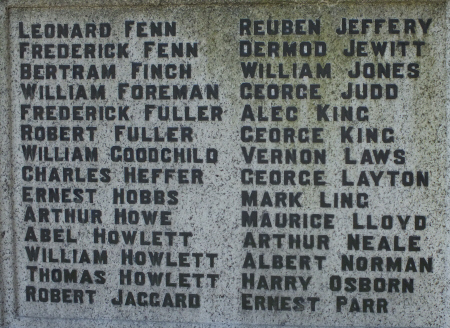 LEONARD FENN
FREDERICK FENN
BERTRAM FINCH
WILLIAM FOREMAN
FREDERICK FULLER
ROBERT FULLER
WILLIAM GOODCHILD
CHARLES HEFFER
ERNEST HOBBS
ARTHUR HOWE
ABEL HOWLETT
WILLIAM HOWLETT
THOMAS HOWLETT
ROBERT JAGGARD
REUBEN JEFFERY
DERMOD JEWITT
WILLIAM JONES
GEORGE JUDD
ALEC KING
GEORGE KING
VERNON LAWS
GEORGE LAYTON
MARK LING
MAURICE LLOYD
ARTHUR NEALE
ALBERT NORMAN
HARRY OSBORN
ERNEST PARR